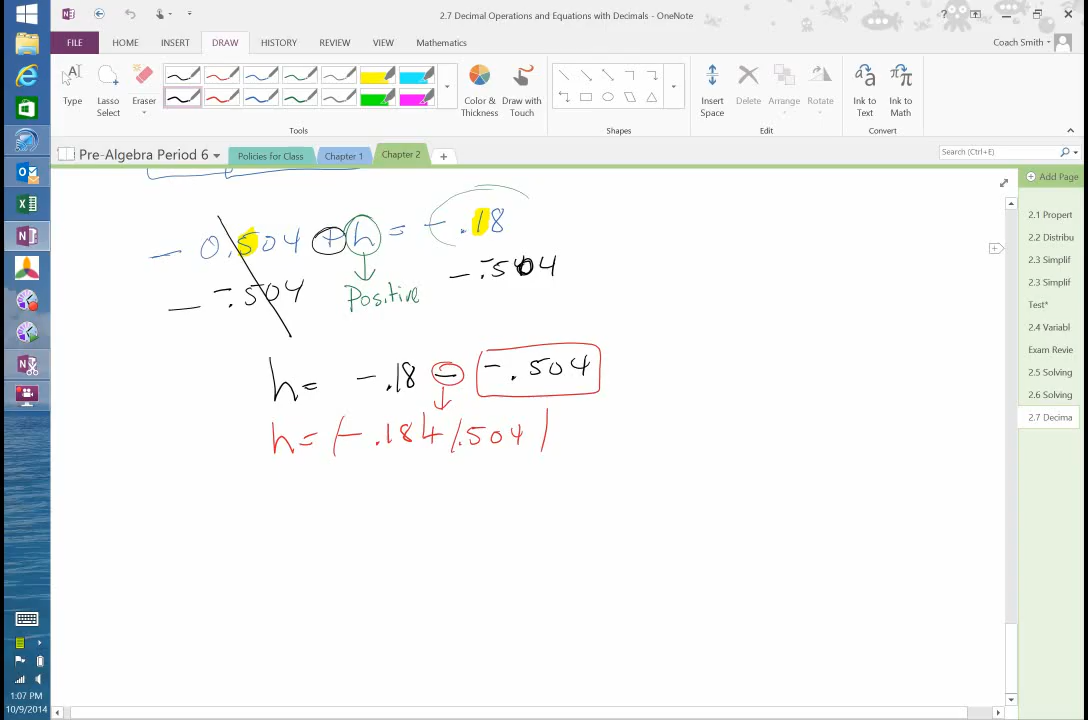 2.7 Decimal Operations and Equations with Decimals - OneNote
FILE HOME INSERT DRAW HISTORY REVIEW VIEW Mathematics Coach Smith
Type Lasso Select Eraser Color & Thickness Draw with Touch Insert Space Delete Arrange Rotate Ink to Text Ink to Math
Tools Shapes Edit Convert
Pre-Algebra Period 6 Policies for Class Chapter 1 Chapter 2 Search (Ctrl+E)
Add Page
2.1 Propert
2.2 Distribu
2.3 Simplif
2.3 Simplif
Test*
2.4 Variabl
Exam Revie
2.5 Solving
2.6 Solving
2.7 Decima
- 0.504 + h = - .18
- -.504 - -.504
Positive
h = -.18 - -.504
h = |-.18| + |.504|
1:07 PM
10/9/2014